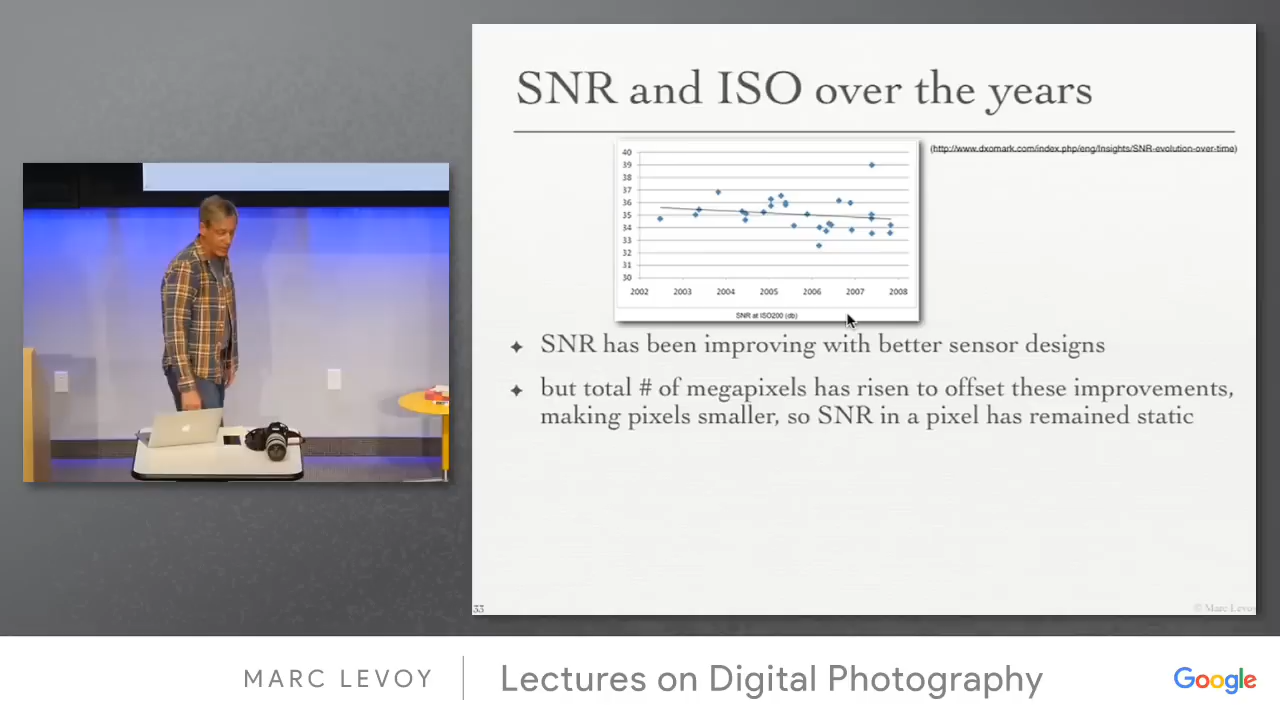 SNR and ISO over the years
(http://www.dxomark.com/index.php/eng/Insights/SNR-evolution-over-time)
40
39
38
37
36
35
34
33
32
31
30
2002 2003 2004 2005 2006 2007 2008
SNR at ISO200 (db)
✦ SNR has been improving with better sensor designs
✦ but total # of megapixels has risen to offset these improvements,
making pixels smaller, so SNR in a pixel has remained static
33
© Marc Levoy
MARC LEVOY
Lectures on Digital Photography
Google